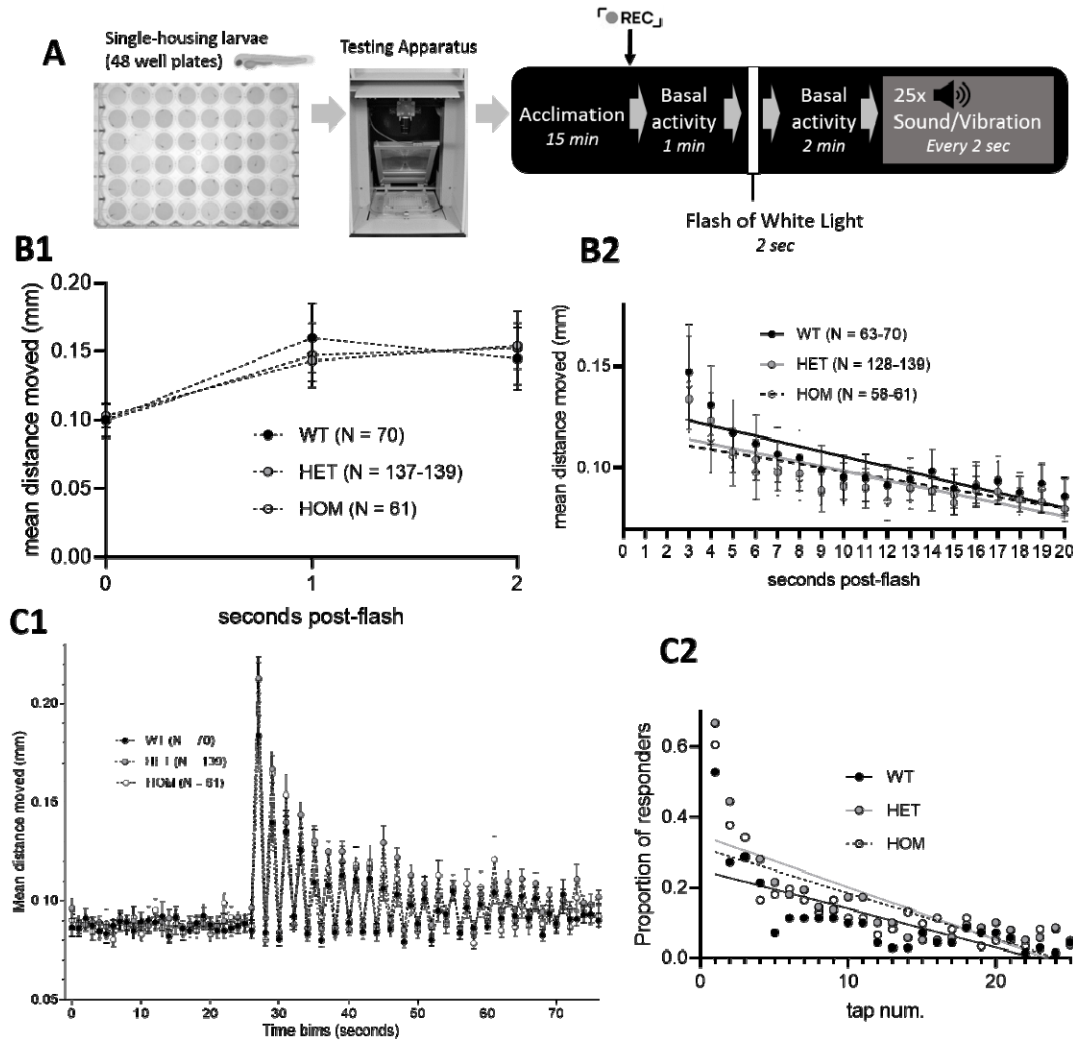 A
Single-housing larvae
(48 well plates)
Testing Apparatus
REC
Acclimation
15 min
Basal
activity
1 min
Basal
activity
2 min
25x
Sound/Vibration
Every 2 sec
Flash of White Light
2 sec
B1
mean distance moved (mm)
0.20
0.15
0.10
0.05
0.00
WT (N = 70)
HET (N = 137-139)
HOM (N = 61)
0
1
2
seconds post-flash
B2
mean distance moved (mm)
0.15
0.10
WT (N = 63-70)
HET (N = 128-139)
HOM (N = 58-61)
0 1 2 3 4 5 6 7 8 9 10 11 12 13 14 15 16 17 18 19 20
seconds post-flash
C1
Mean distance moved (mm)
0.20
0.15
0.10
0.05
WT (N - 70)
HET (N - 139)
HOM (N - 61)
0 10 20 30 40 50 60 70
Time bims (seconds)
C2
Proportion of responders
0.6
0.4
0.2
0.0
WT
HET
HOM
0 10 20
tap num.